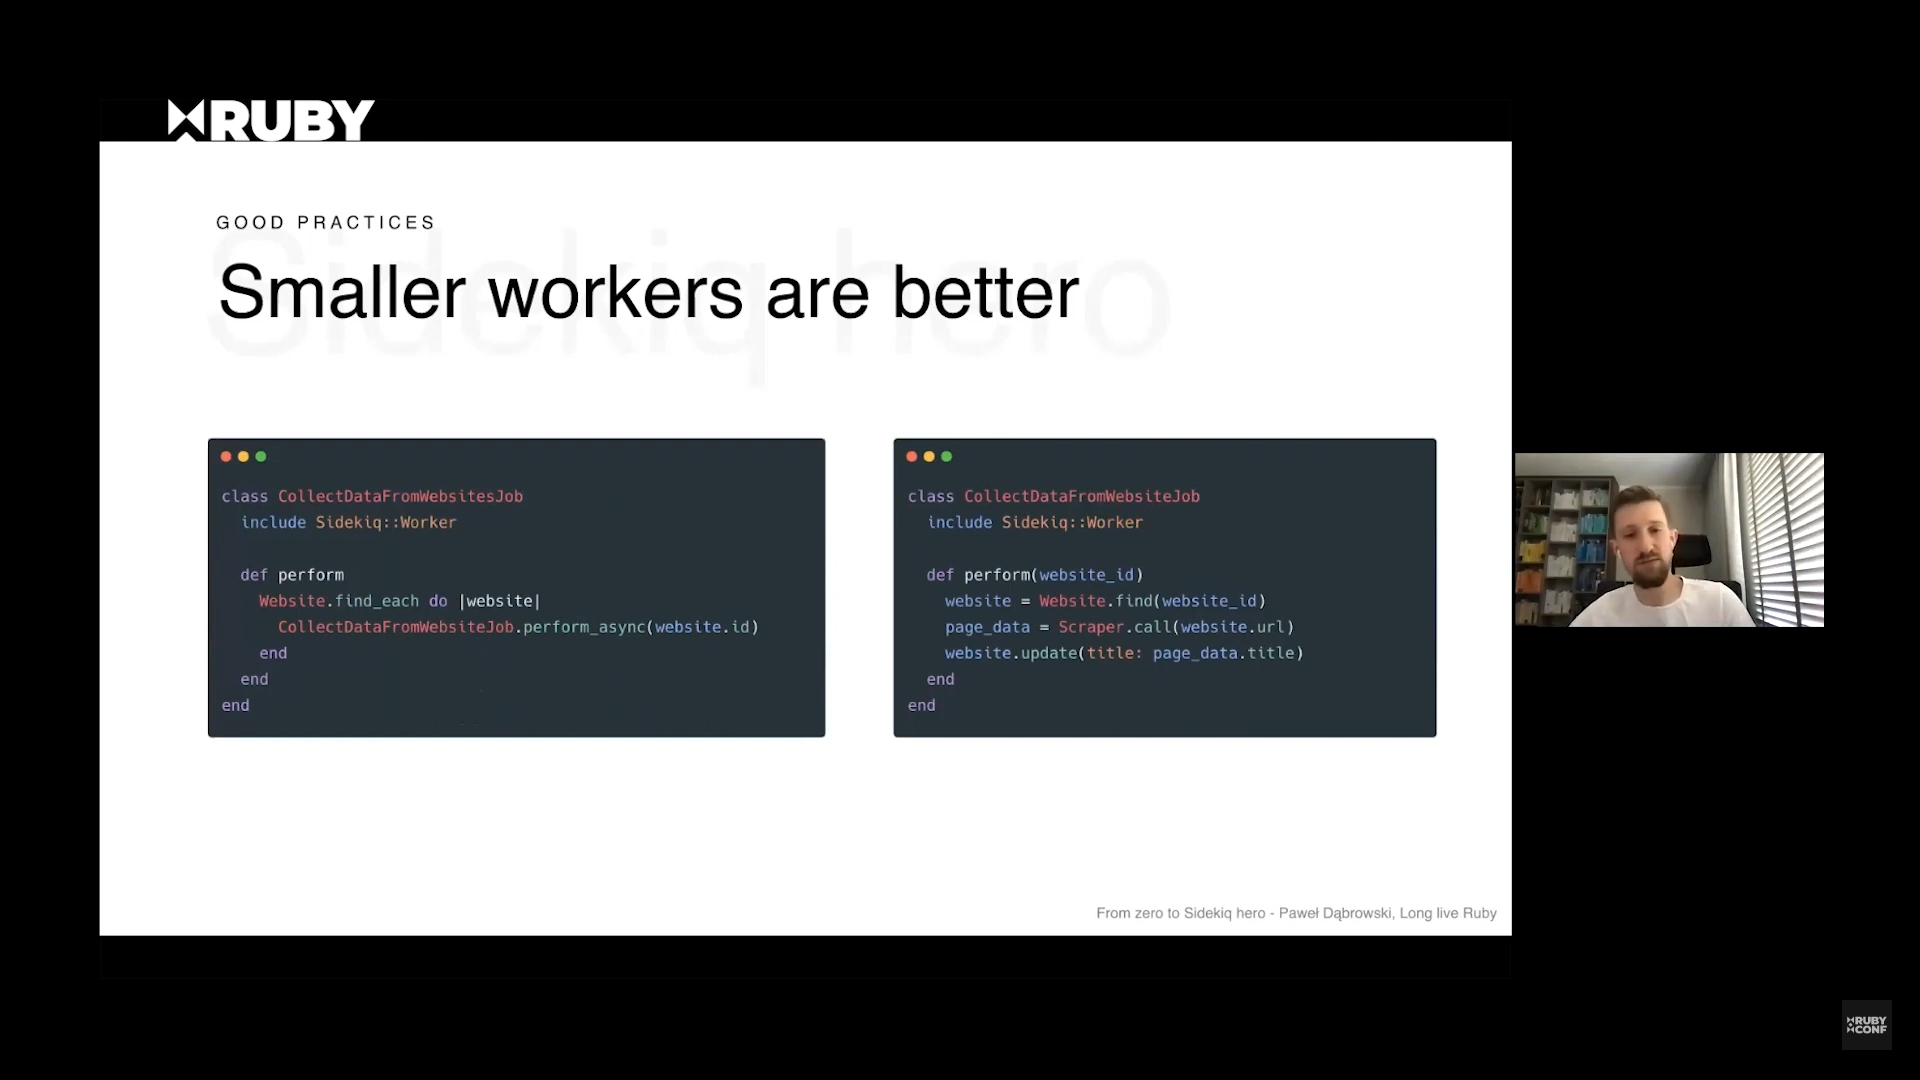 RUBY
GOOD PRACTICES
Sidekiq hero
Smaller workers are better
class CollectDataFromWebsitesJob
  include Sidekiq::Worker

  def perform
    Website.find_each do |website|
      CollectDataFromWebsiteJob.perform_async(website.id)
    end
  end
end
class CollectDataFromWebsiteJob
  include Sidekiq::Worker

  def perform(website_id)
    website = Website.find(website_id)
    page_data = Scraper.call(website.url)
    website.update(title: page_data.title)
  end
end
From zero to Sidekiq hero - Paweł Dąbrowski, Long live Ruby
RUBY
CONF